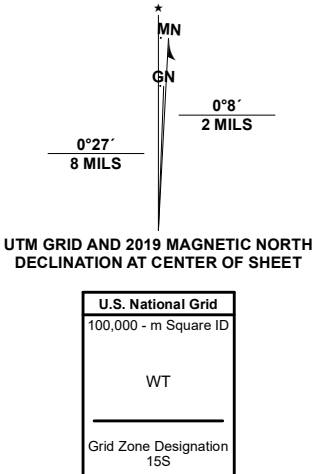 ★
MN
GN
0°8´
2 MILS
0°27´
8 MILS
UTM GRID AND 2019 MAGNETIC NORTH
DECLINATION AT CENTER OF SHEET
U.S. National Grid
100,000 - m Square ID
WT
Grid Zone Designation
15S